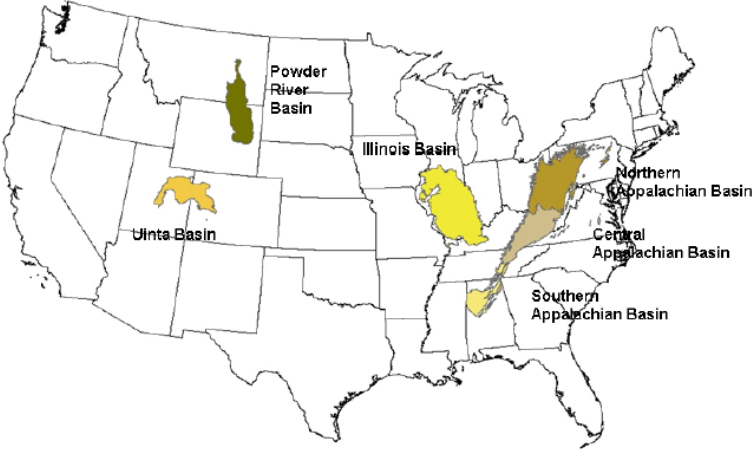 Powder
River
Basin
Illinois Basin
Northern
Appalachian Basin
Uinta Basin
Central
Appalachian Basin
Southern
Appalachian Basin